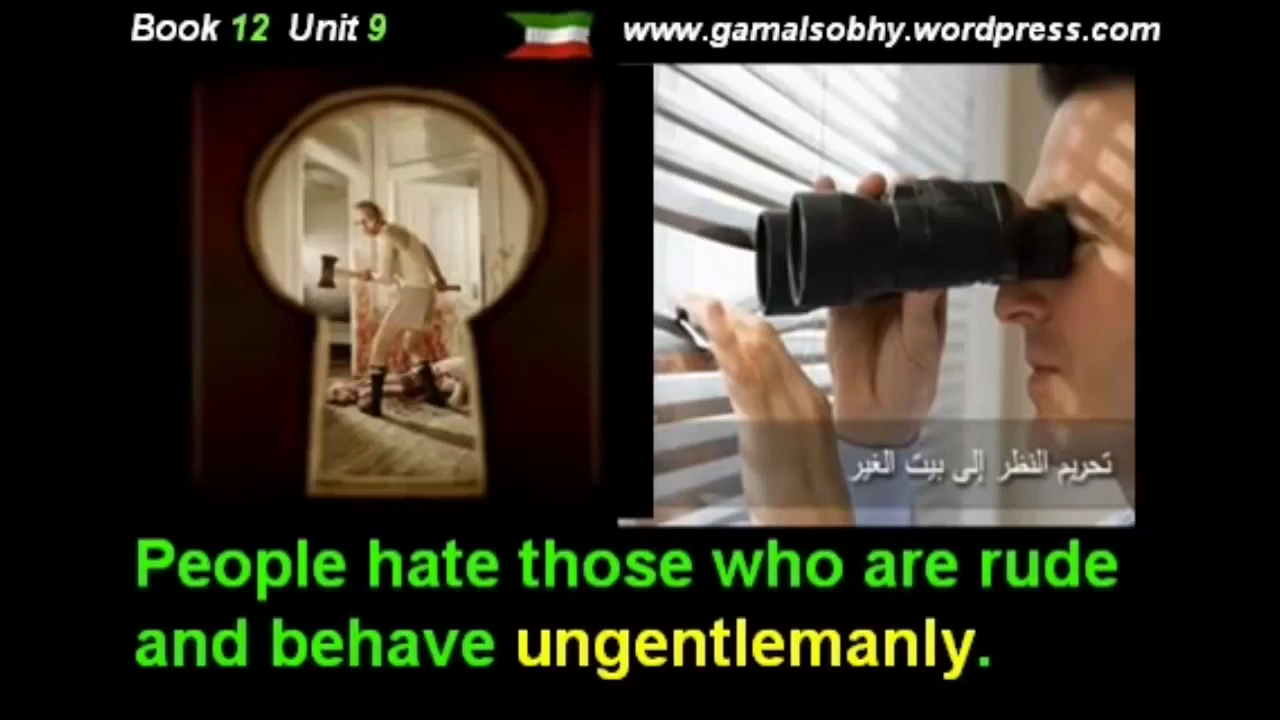 Book 12 Unit 9
www.gamalsobhy.wordpress.com
تحريم النظر إلى بيت الغير
People hate those who are rude
and behave ungentlemanly.